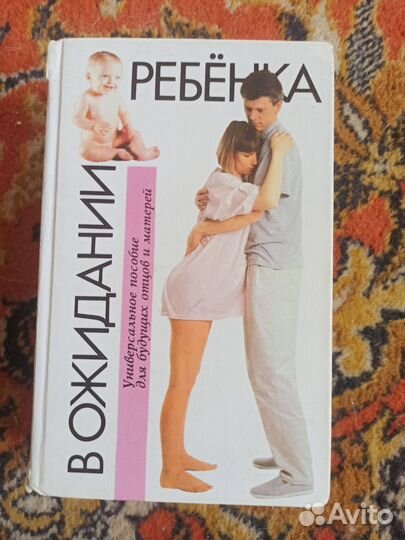 В ОЖИДАНИИ
РЕБЁНКА
Универсальное пособие
для будущих отцов и матерей
Avito